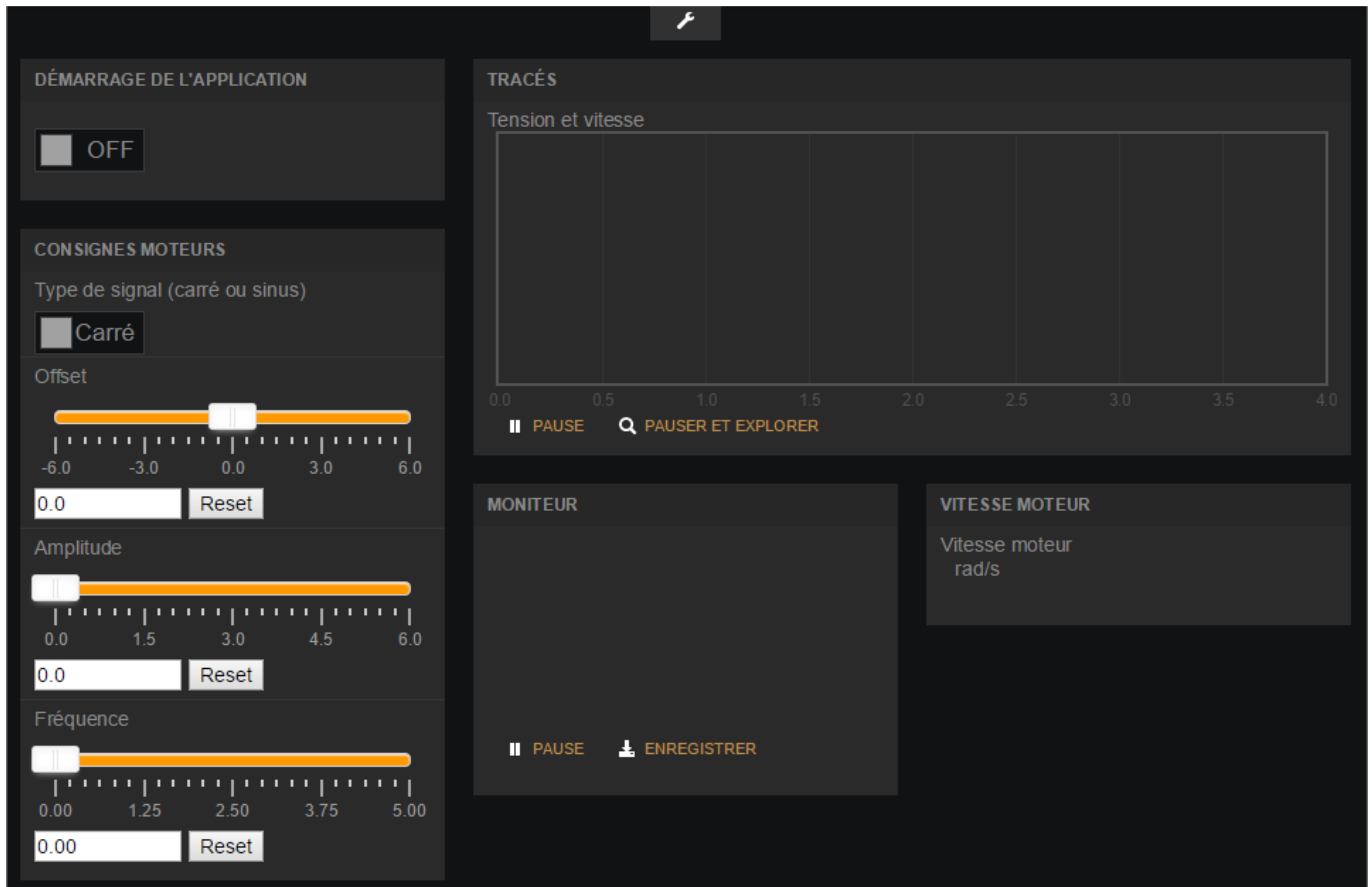 DÉMARRAGE DE L'APPLICATION
OFF
CONSIGNES MOTEURS
Type de signal (carré ou sinus)
Carré
Offset
-6.0 -3.0 0.0 3.0 6.0
0.0 Reset
Amplitude
0.0 1.5 3.0 4.5 6.0
0.0 Reset
Fréquence
0.00 1.25 2.50 3.75 5.00
0.00 Reset
TRACÉS
Tension et vitesse
0.0 0.5 1.0 1.5 2.0 2.5 3.0 3.5 4.0
PAUSE PAUSER ET EXPLORER
MONITEUR
PAUSE ENREGISTRER
VITESSE MOTEUR
Vitesse moteur
rad/s